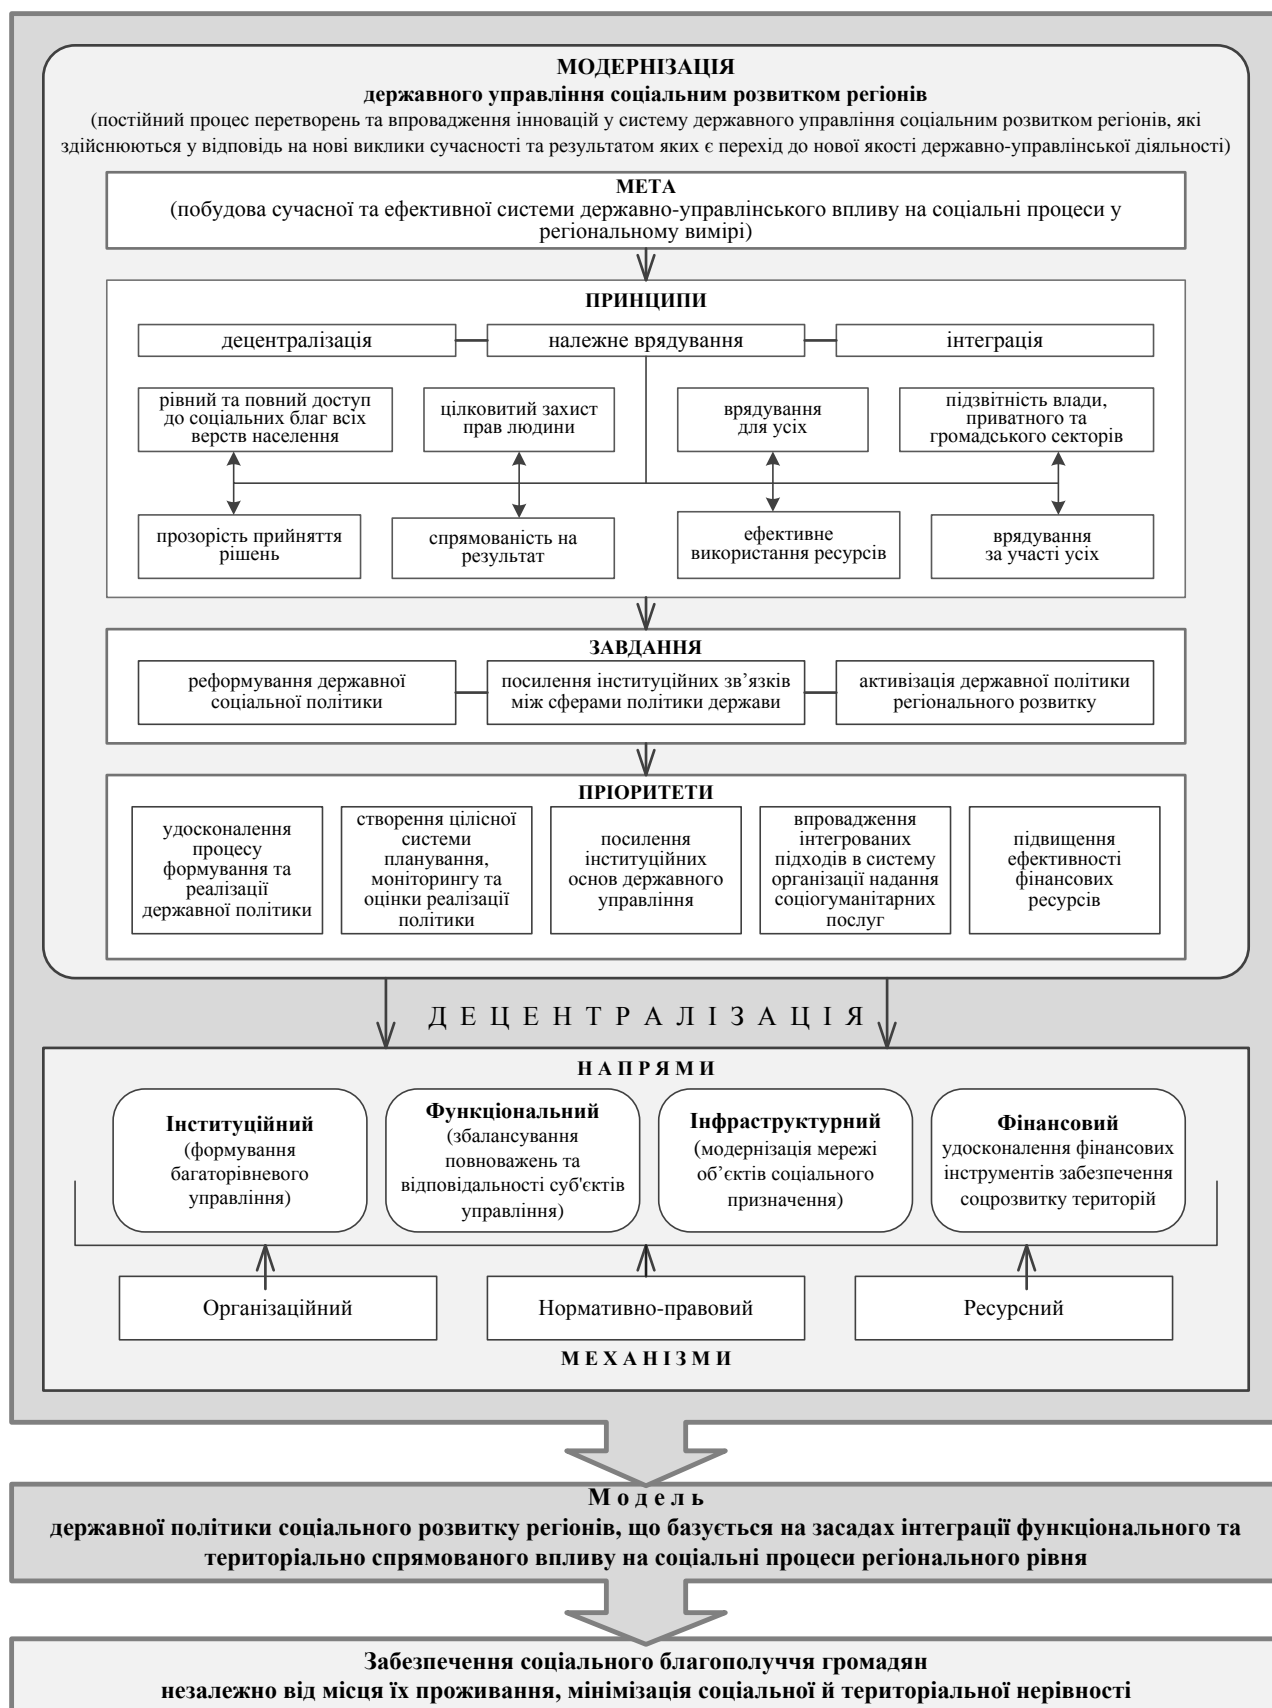 МОДЕРНІЗАЦІЯ
державного управління соціальним розвитком регіонів
(постійний процес перетворень та впровадження інновацій у систему державного управління соціальним розвитком регіонів, які
здійснюються у відповідь на нові виклики сучасності та результатом яких є перехід до нової якості державно-управлінської діяльності)
МЕТА
(побудова сучасної та ефективної системи державно-управлінського впливу на соціальні процеси у
регіональному вимірі)
ПРИНЦИПИ
децентралізація
належне врядування
інтеграція
рівний та повний доступ
до соціальних благ всіх
верств населення
цілковитий захист
прав людини
врядування
для усіх
підзвітність влади,
приватного та
громадського секторів
прозорість прийняття
рішень
спрямованість на
результат
ефективне
використання ресурсів
врядування
за участі усіх
ЗАВДАННЯ
реформування державної
соціальної політики
посилення інституційних зв’язків
між сферами політики держави
активізація державної політики
регіонального розвитку
ПРІОРИТЕТИ
удосконалення
процесу
формування та
реалізації
державної політики
створення цілісної
системи
планування,
моніторингу та
оцінки реалізації
політики
посилення
інституційних
основ державного
управління
впровадження
інтегрованих
підходів в систему
організації надання
соціогуманітарних
послуг
підвищення
ефективності
фінансових
ресурсів
ДЕЦЕНТРАЛІЗАЦІЯ
НАПРЯМИ
Інституційний
(формування
багаторівневого
управління)
Функціональний
(збалансування
повноважень та
відповідальності суб'єктів
управління)
Інфраструктурний
(модернізація мережі
об’єктів соціального
призначення)
Фінансовий
удосконалення фінансових
інструментів забезпечення
соцрозвитку територій
Організаційний
Нормативно-правовий
Ресурсний
МЕХАНІЗМИ
Модель
державної політики соціального розвитку регіонів, що базується на засадах інтеграції функціонального та
територіально спрямованого впливу на соціальні процеси регіонального рівня
Забезпечення соціального благополуччя громадян
незалежно від місця їх проживання, мінімізація соціальної й територіальної нерівності